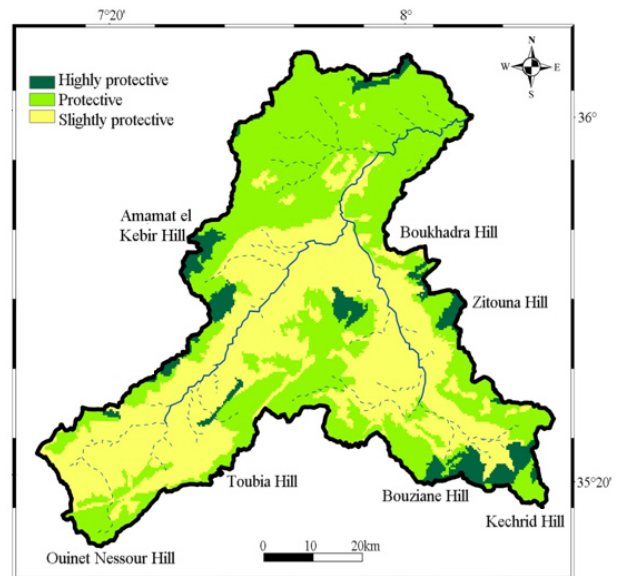 7°20
8°
N
W E
S
Highly protective
Protective
Slightly protective
36°
Amamat el
Kebir Hill
Boukhadra Hill
Zitouna Hill
Toubia Hill
Bouziane Hill
35°20
Kechrid Hill
Ouinet Nessour Hill
0 10 20km